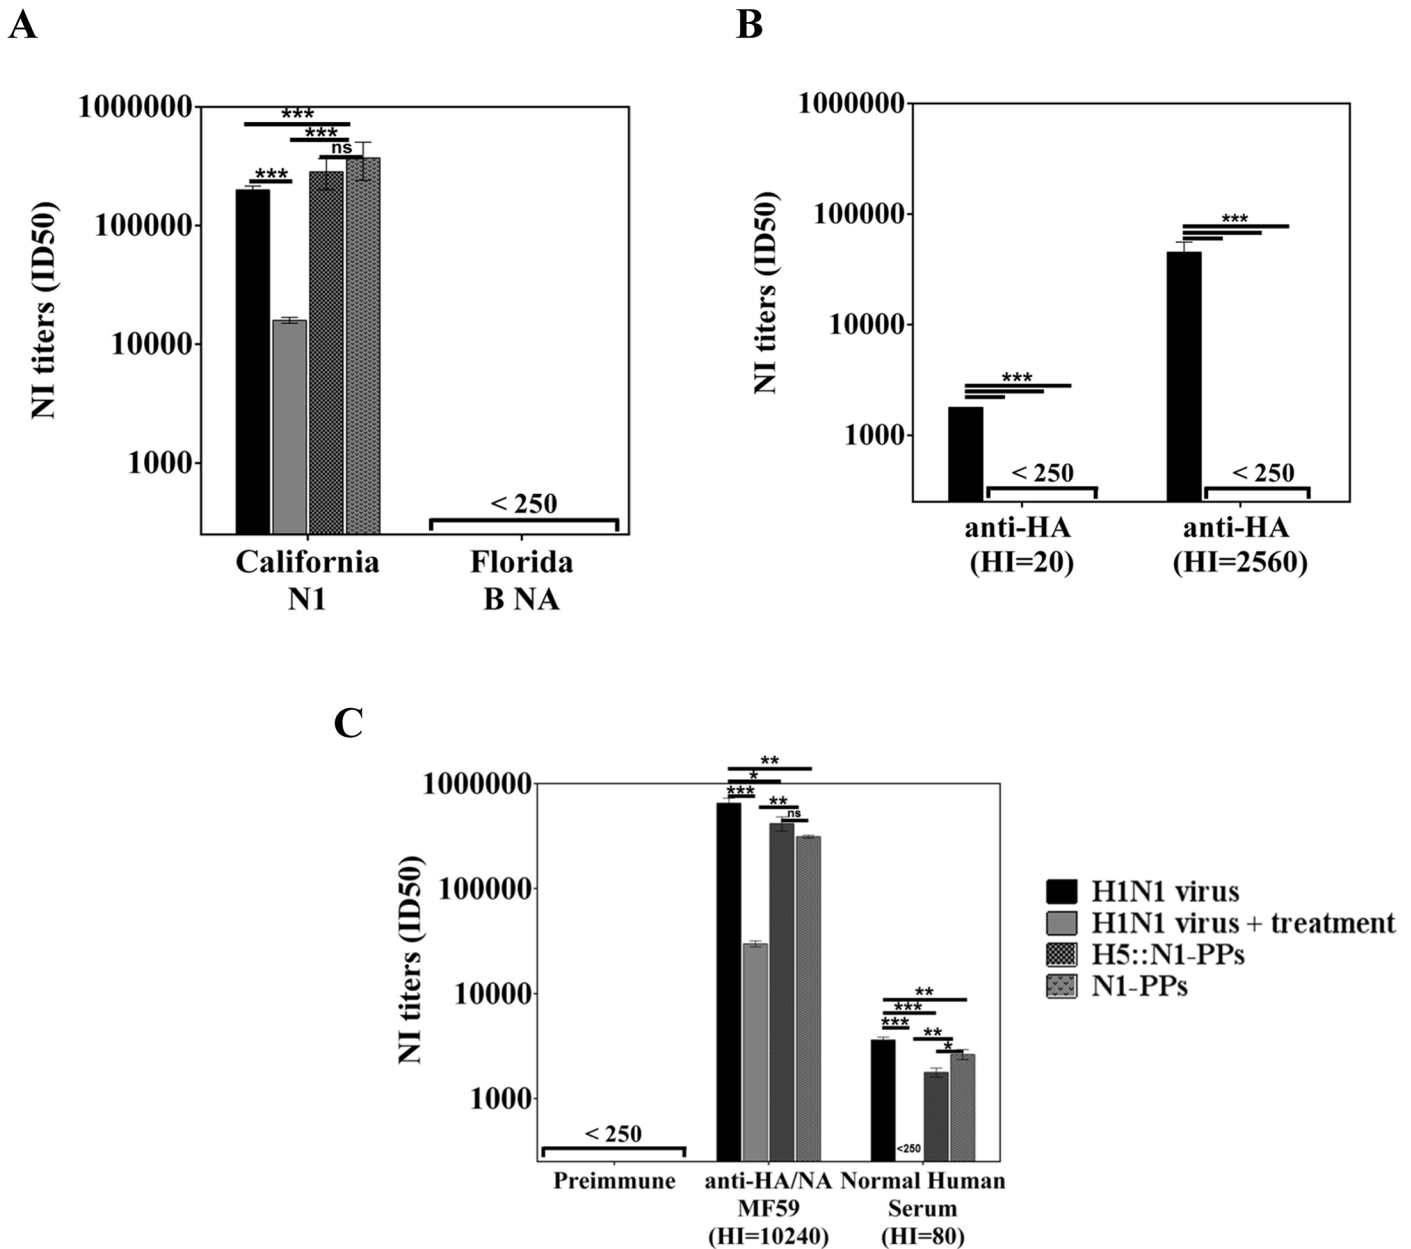 A
NI titers (ID50)
1000000
100000
10000
1000
***
***
ns
***
< 250
California
N1
Florida
B NA
B
NI titers (ID50)
1000000
100000
10000
1000
***
***
< 250
< 250
anti-HA
(HI=20)
anti-HA
(HI=2560)
C
NI titers (ID50)
1000000
100000
10000
1000
**
*
***
**
ns
**
***
***
**
*
< 250
<250
Preimmune
anti-HA/NA
MF59
(HI=10240)
Normal Human
Serum
(HI=80)
H1N1 virus
H1N1 virus + treatment
H5::N1-PPs
N1-PPs